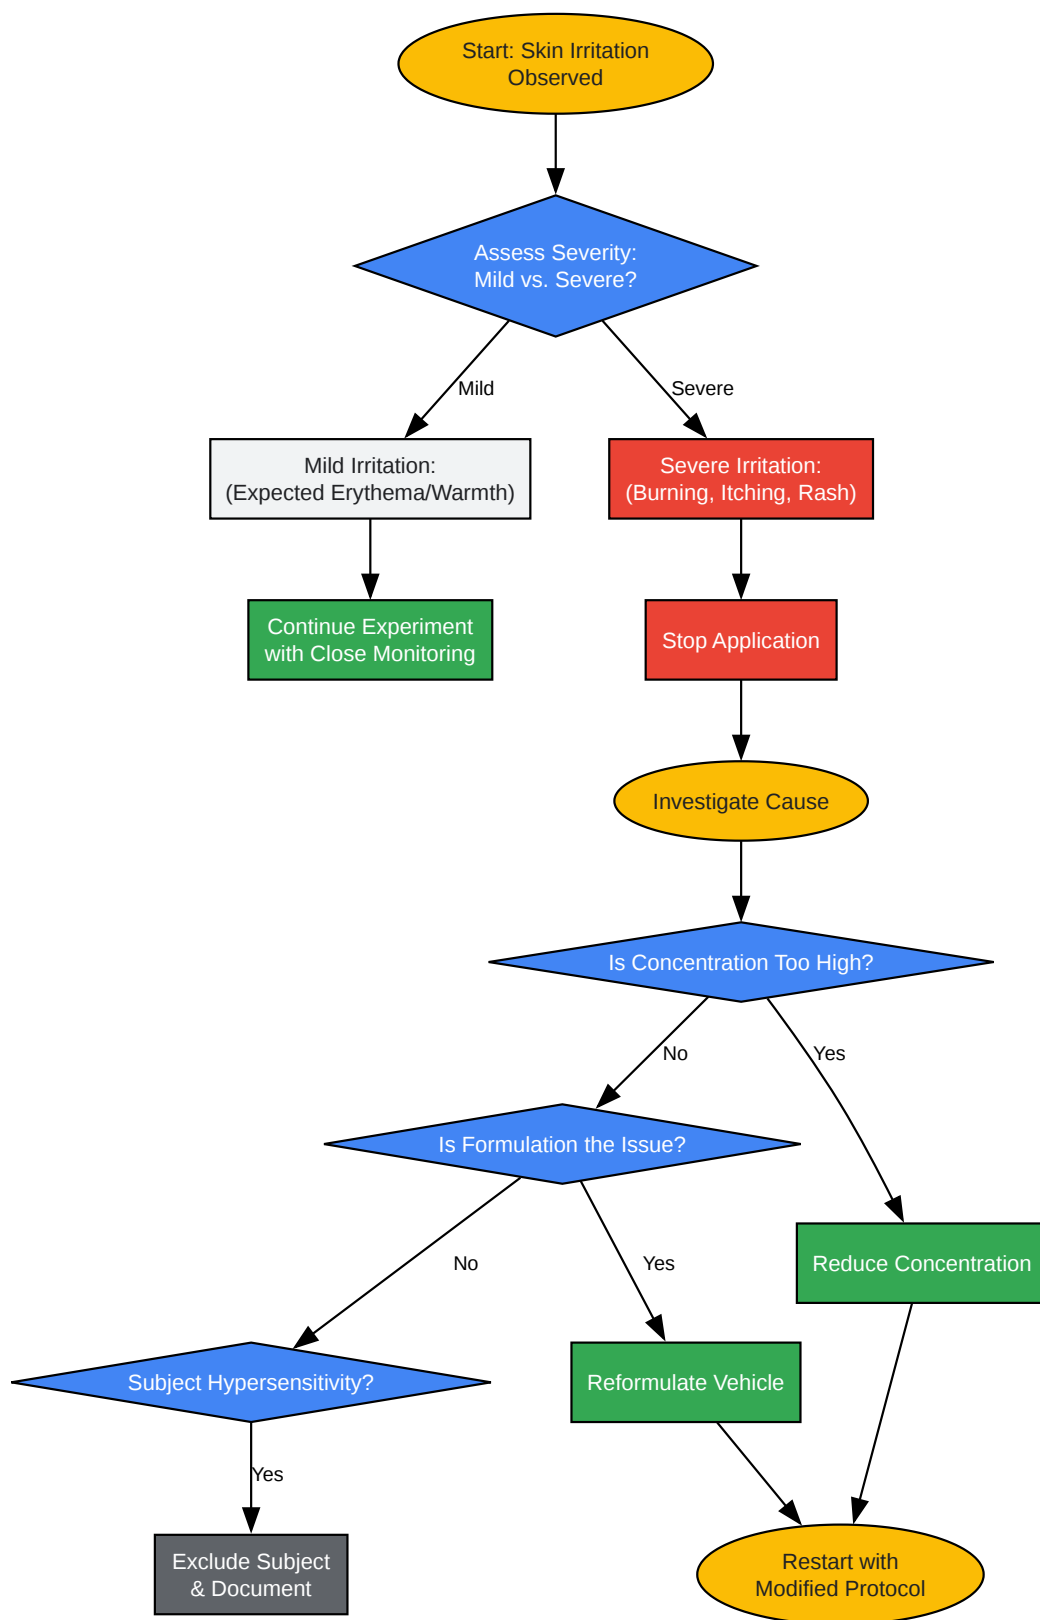 Start: Skin Irritation
Observed
Assess Severity:
Mild vs. Severe?
Mild
Severe
Mild Irritation:
(Expected Erythema/Warmth)
Severe Irritation:
(Burning, Itching, Rash)
Continue Experiment
with Close Monitoring
Stop Application
Investigate Cause
Is Concentration Too High?
No
Yes
Is Formulation the Issue?
No
Yes
Reduce Concentration
Subject Hypersensitivity?
Reformulate Vehicle
Yes
Exclude Subject
& Document
Restart with
Modified Protocol